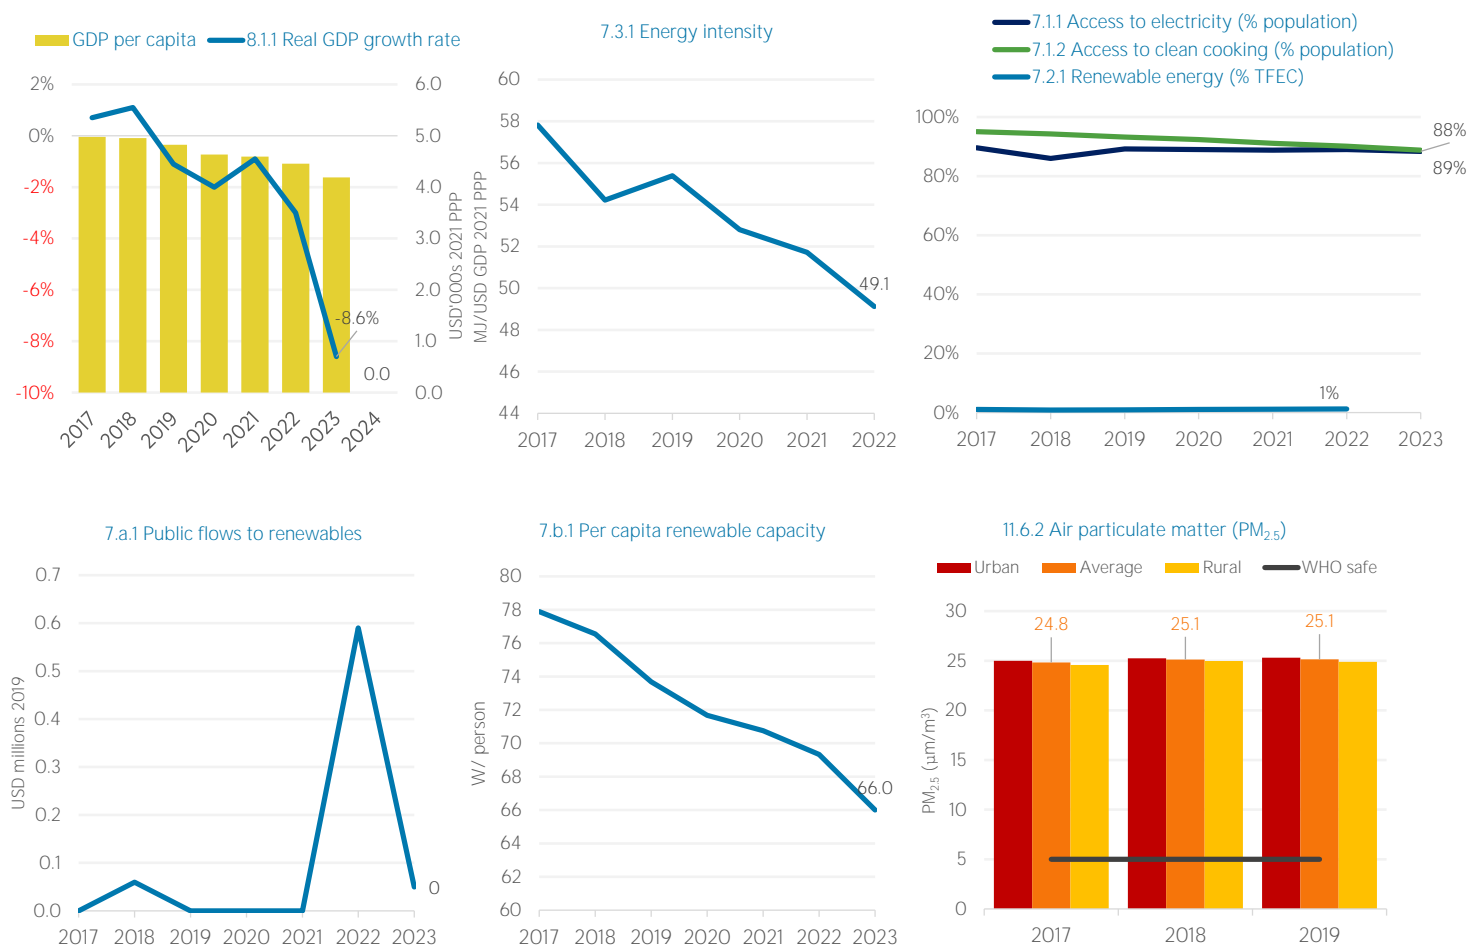 GDP per capita 8.1.1 Real GDP growth rate
2% 6.0
0% 5.0
-2% 4.0
-4% 3.0
-6% 2.0
-8% 1.0
-10% 0.0
-8.6%
0.0
USD'000s 2021 PPP
2017 2018 2019 2020 2021 2022 2023 2024
7.3.1 Energy intensity
60
58
56
54
52
50
48
46
44
49.1
MJ/USD GDP 2021 PPP
2017 2018 2019 2020 2021 2022
7.1.1 Access to electricity (% population)
7.1.2 Access to clean cooking (% population)
7.2.1 Renewable energy (% TFEC)
100%
80%
60%
40%
20%
0%
88%
89%
1%
2017 2018 2019 2020 2021 2022 2023
7.a.1 Public flows to renewables
0.7
0.6
0.5
0.4
0.3
0.2
0.1
0.0
0
USD millions 2019
2017 2018 2019 2020 2021 2022 2023
7.b.1 Per capita renewable capacity
80
78
76
74
72
70
68
66
64
62
60
66.0
W/ person
2017 2018 2019 2020 2021 2022 2023
11.6.2 Air particulate matter (PM2.5)
Urban Average Rural WHO safe
30
25
20
15
10
5
0
24.8 25.1 25.1
PM2.5 (μm/m³)
2017 2018 2019